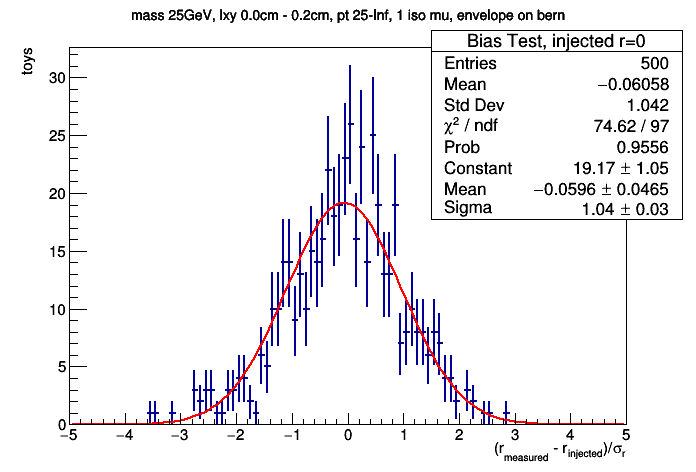 mass 25GeV, lxy 0.0cm - 0.2cm, pt 25-Inf, 1 iso mu, envelope on bern
Bias Test, injected r=0
Entries 500
Mean −0.06058
Std Dev 1.042
χ² / ndf 74.62 / 97
Prob 0.9556
Constant 19.17 ± 1.05
Mean −0.0596 ± 0.0465
Sigma 1.04 ± 0.03
toys
30
25
20
15
10
5
0
−5 −4 −3 −2 −1 0 1 2 3 4 5
(r_measured - r_injected)/σ_r